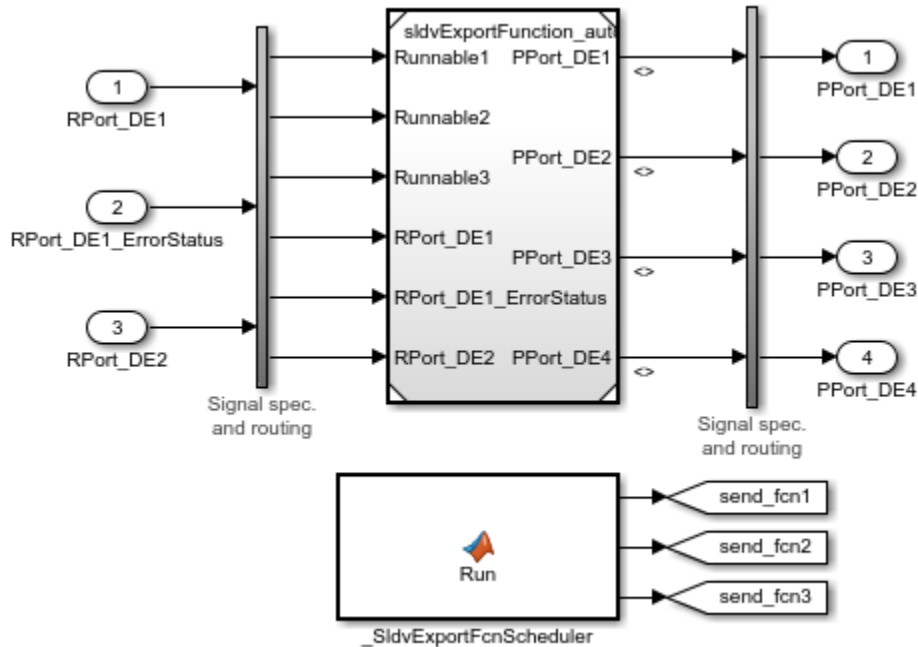 sldvExportFunction_auto
Runnable1 PPort_DE1
<>
1
RPort_DE1
1
PPort_DE1
Runnable2
PPort_DE2
<>
2
PPort_DE2
Runnable3
2
RPort_DE1_ErrorStatus
RPort_DE1
PPort_DE3
<>
3
PPort_DE3
RPort_DE1_ErrorStatus
3
RPort_DE2
RPort_DE2 PPort_DE4
<>
4
PPort_DE4
Signal spec.
and routing
Signal spec.
and routing
send_fcn1
send_fcn2
send_fcn3
Run
_SldvExportFcnScheduler